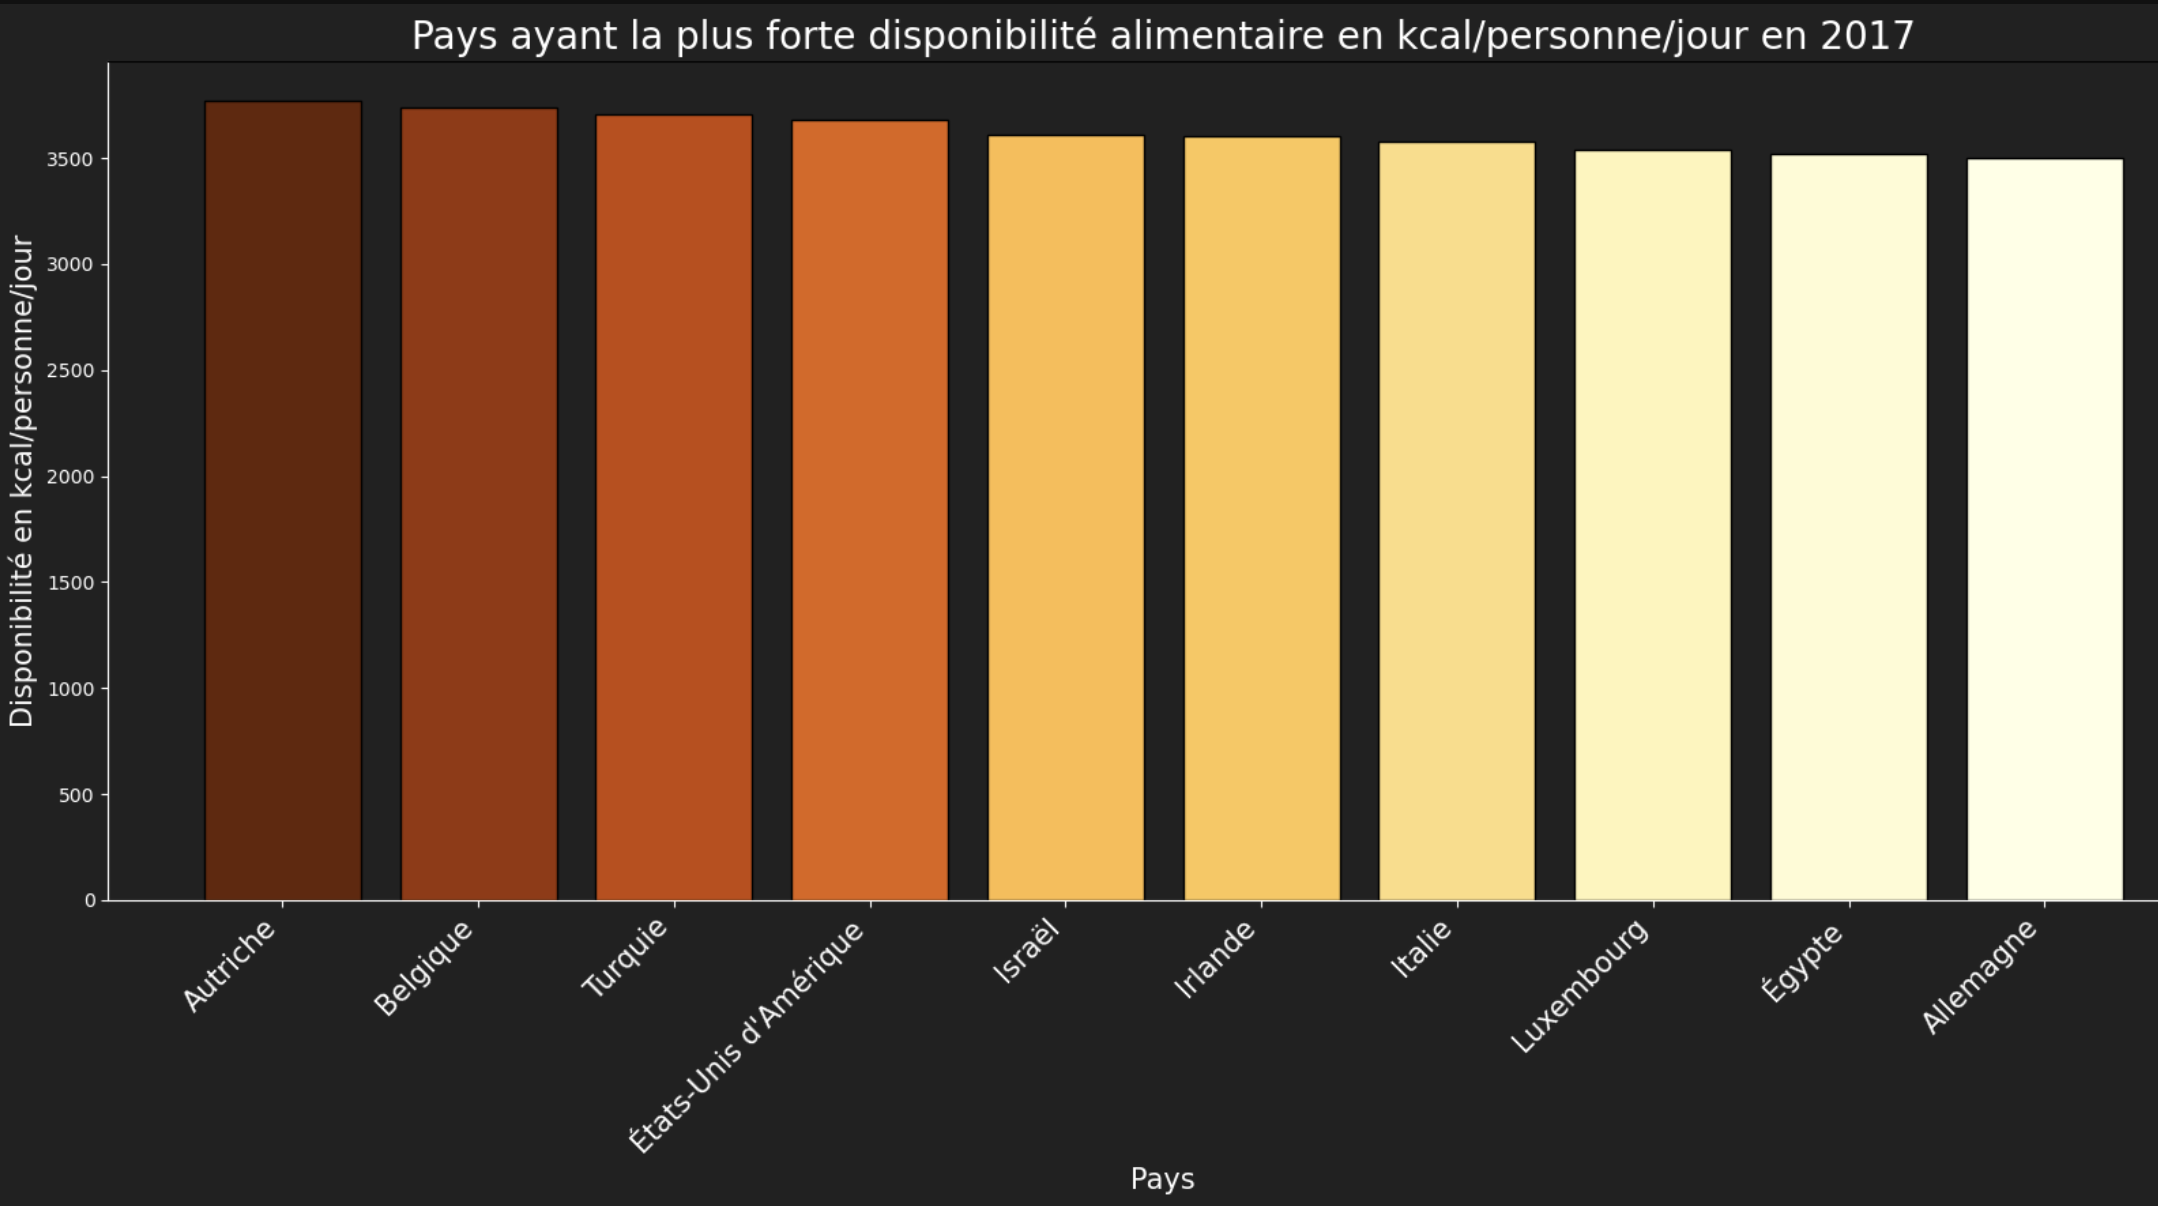 Pays ayant la plus forte disponibilité alimentaire en kcal/personne/jour en 2017
Disponibilité en kcal/personne/jour
3500
3000
2500
2000
1500
1000
500
0
Autriche
Belgique
Turquie
États-Unis d'Amérique
Israël
Irlande
Italie
Luxembourg
Égypte
Allemagne
Pays